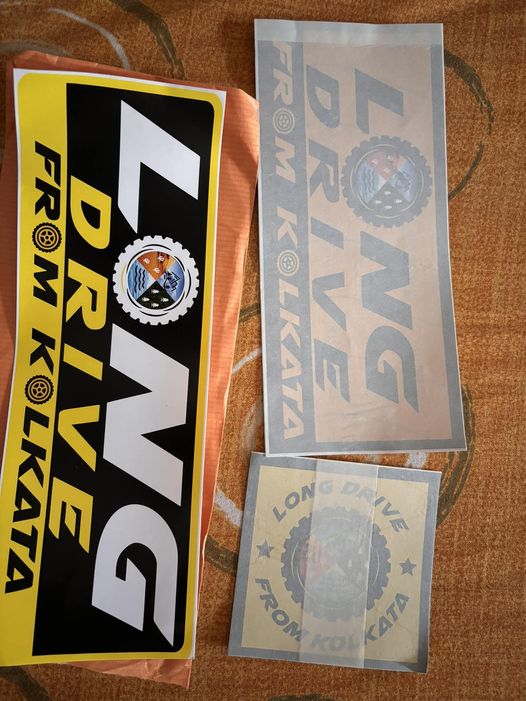 LONG
DRIVE
FROM KOLKATA
LONG
DRIVE
FROM KOLKATA
LONG DRIVE
FROM KOLKATA